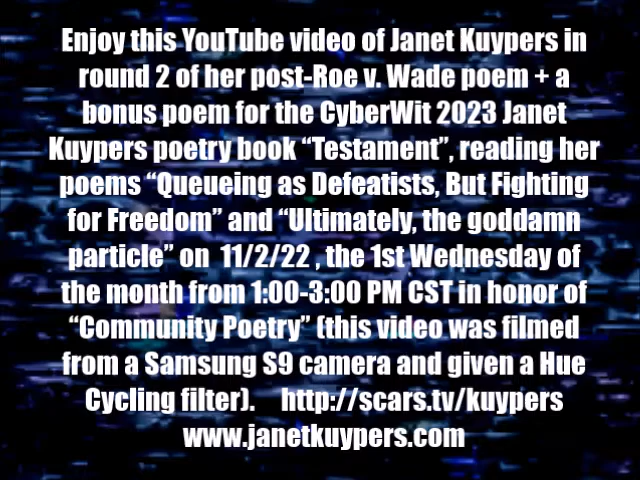 Enjoy this YouTube video of Janet Kuypers in
round 2 of her post-Roe v. Wade poem + a
bonus poem for the CyberWit 2023 Janet
Kuypers poetry book “Testament”, reading her
poems “Queueing as Defeatists, But Fighting
for Freedom” and “Ultimately, the goddamn
particle” on  11/2/22 , the 1st Wednesday of
the month from 1:00-3:00 PM CST in honor of
“Community Poetry” (this video was filmed
from a Samsung S9 camera and given a Hue
Cycling filter).    http://scars.tv/kuypers
www.janetkuypers.com